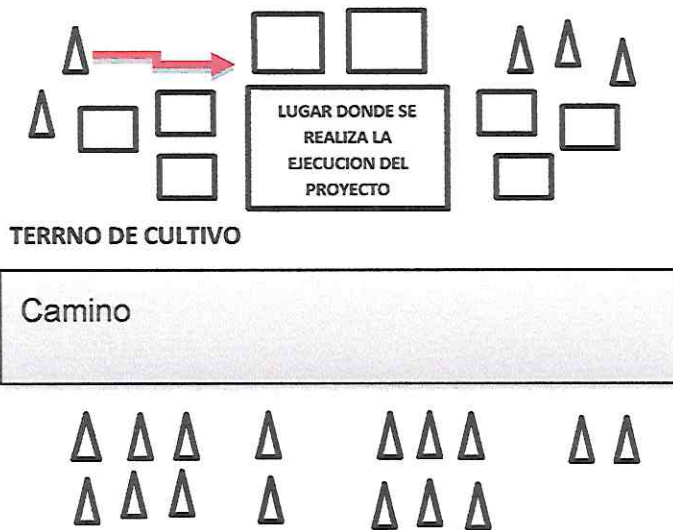 LUGAR DONDE SE
REALIZA LA
EJECUCION DEL
PROYECTO
TERRNO DE CULTIVO
Camino